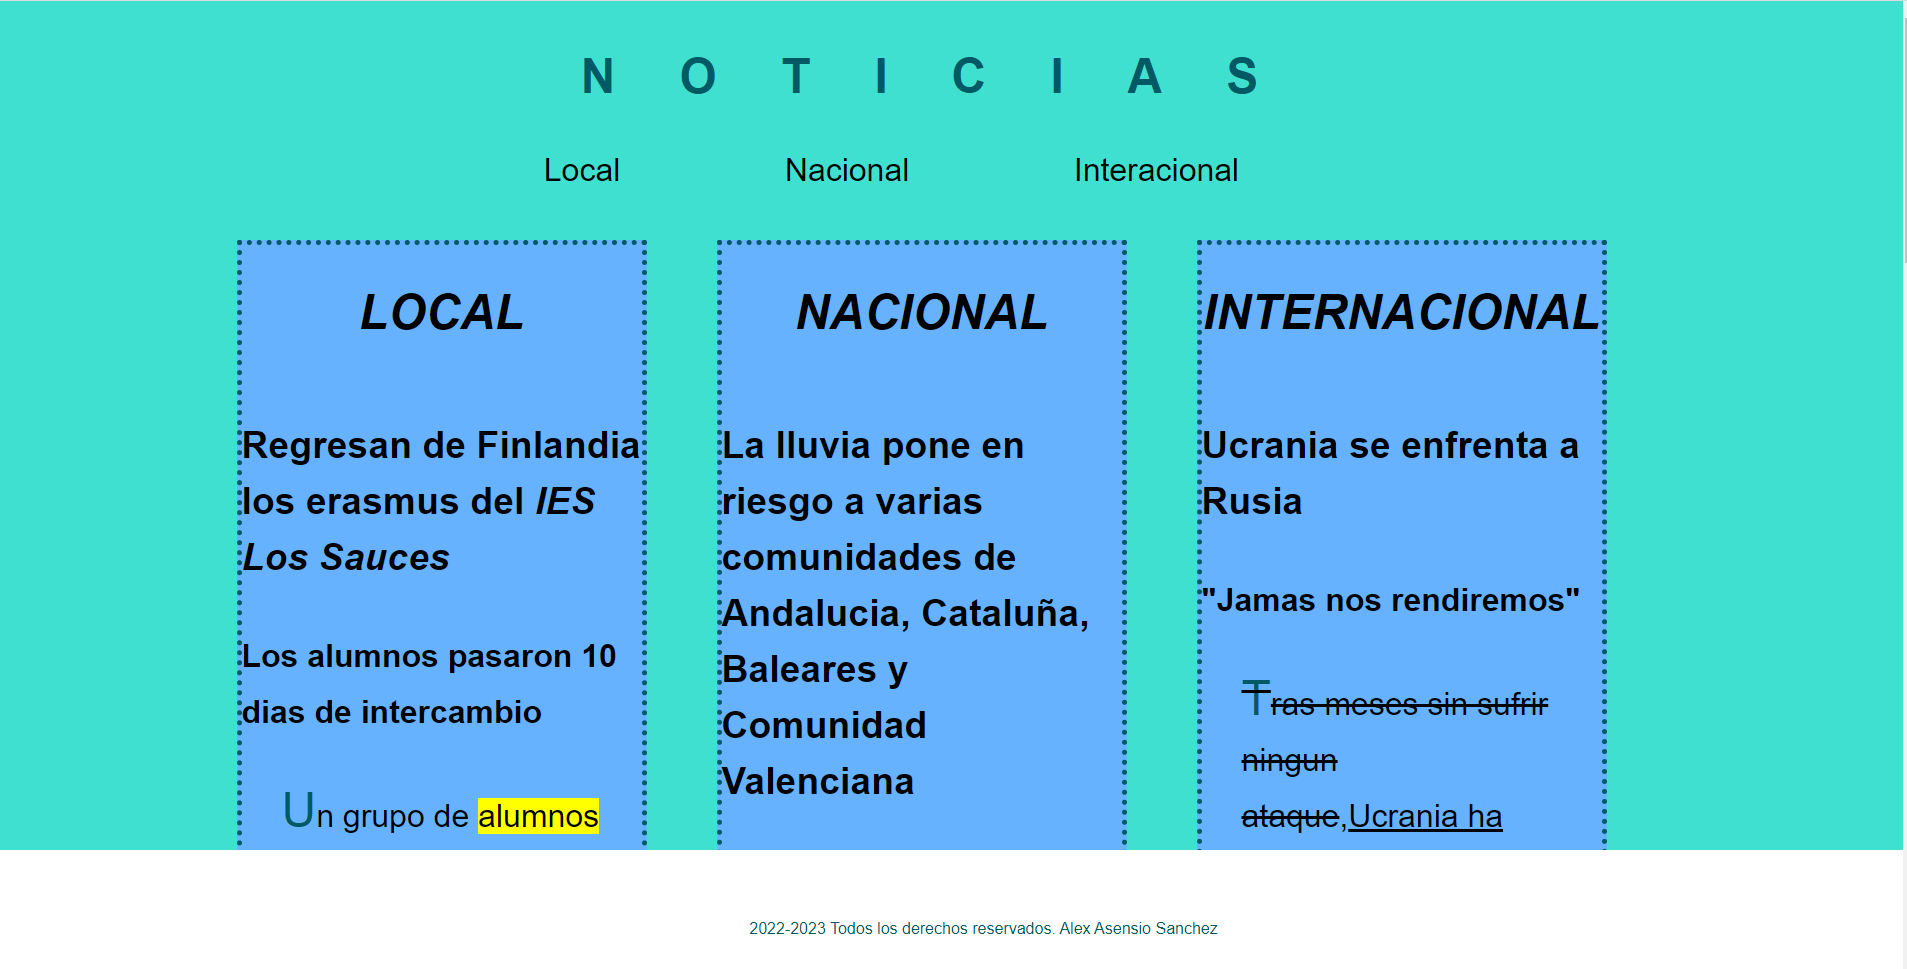 N O T I C I A S
Local Nacional Interacional
LOCAL
Regresan de Finlandia
los erasmus del IES
Los Sauces
Los alumnos pasaron 10
dias de intercambio
Un grupo de alumnos
NACIONAL
La lluvia pone en
riesgo a varias
comunidades de
Andalucia, Cataluña,
Baleares y
Comunidad
Valenciana
INTERNACIONAL
Ucrania se enfrenta a
Rusia
"Jamas nos rendiremos"
Tras meses sin sufrir
ningun
ataque,Ucrania ha
2022-2023 Todos los derechos reservados. Alex Asensio Sanchez